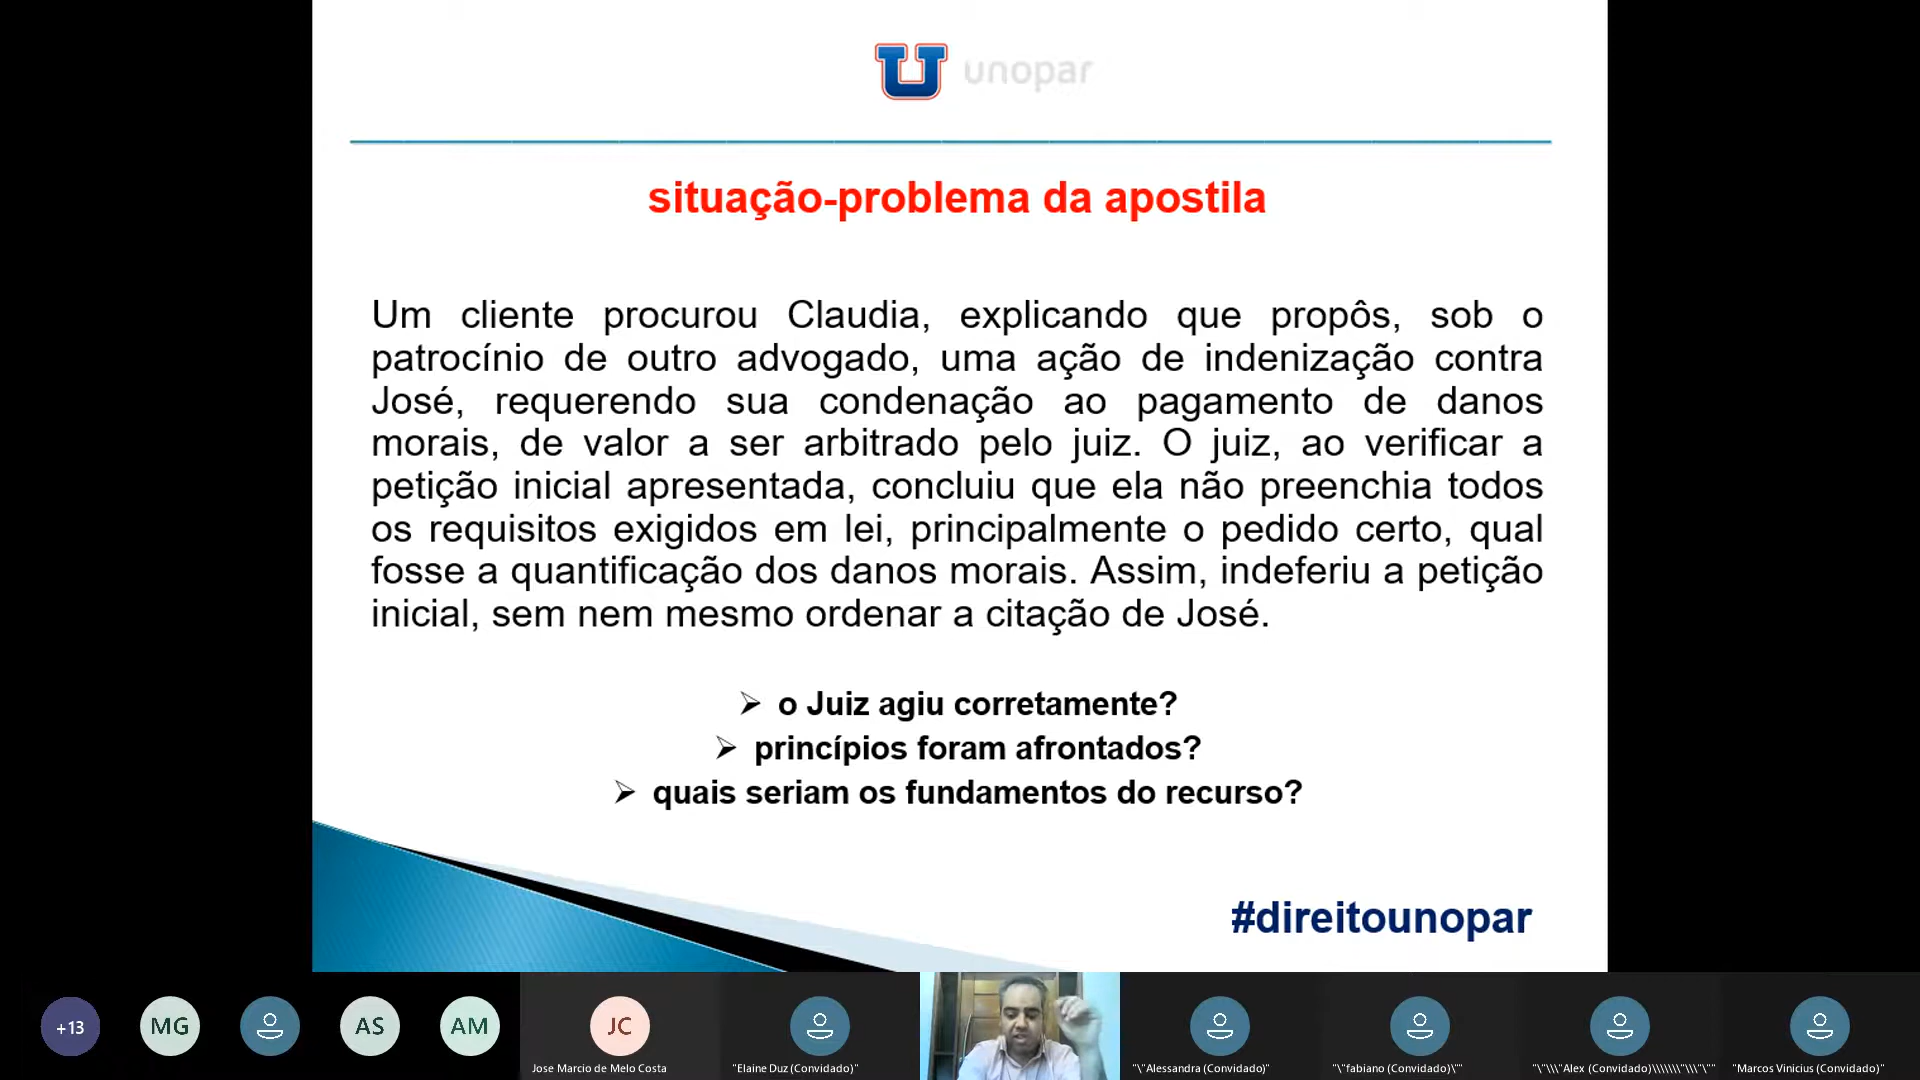 unopar
situação-problema da apostila
Um cliente procurou Claudia, explicando que propôs, sob o
patrocínio de outro advogado, uma ação de indenização contra
José, requerendo sua condenação ao pagamento de danos
morais, de valor a ser arbitrado pelo juiz. O juiz, ao verificar a
petição inicial apresentada, concluiu que ela não preenchia todos
os requisitos exigidos em lei, principalmente o pedido certo, qual
fosse a quantificação dos danos morais. Assim, indeferiu a petição
inicial, sem nem mesmo ordenar a citação de José.
➢ o Juiz agiu corretamente?
➢ princípios foram afrontados?
➢ quais seriam os fundamentos do recurso?
#direitounopar
+13 MG AS AM JC
Jose Marcio de Melo Costa "Elaine Duz (Convidado)" "\"Alessandra (Convidado)" "\"fabiano (Convidado)\"" "\"\\\"Alex (Convidado)\\\\\\\"\\\"\"" "Marcos Vinicius (Convidado)"